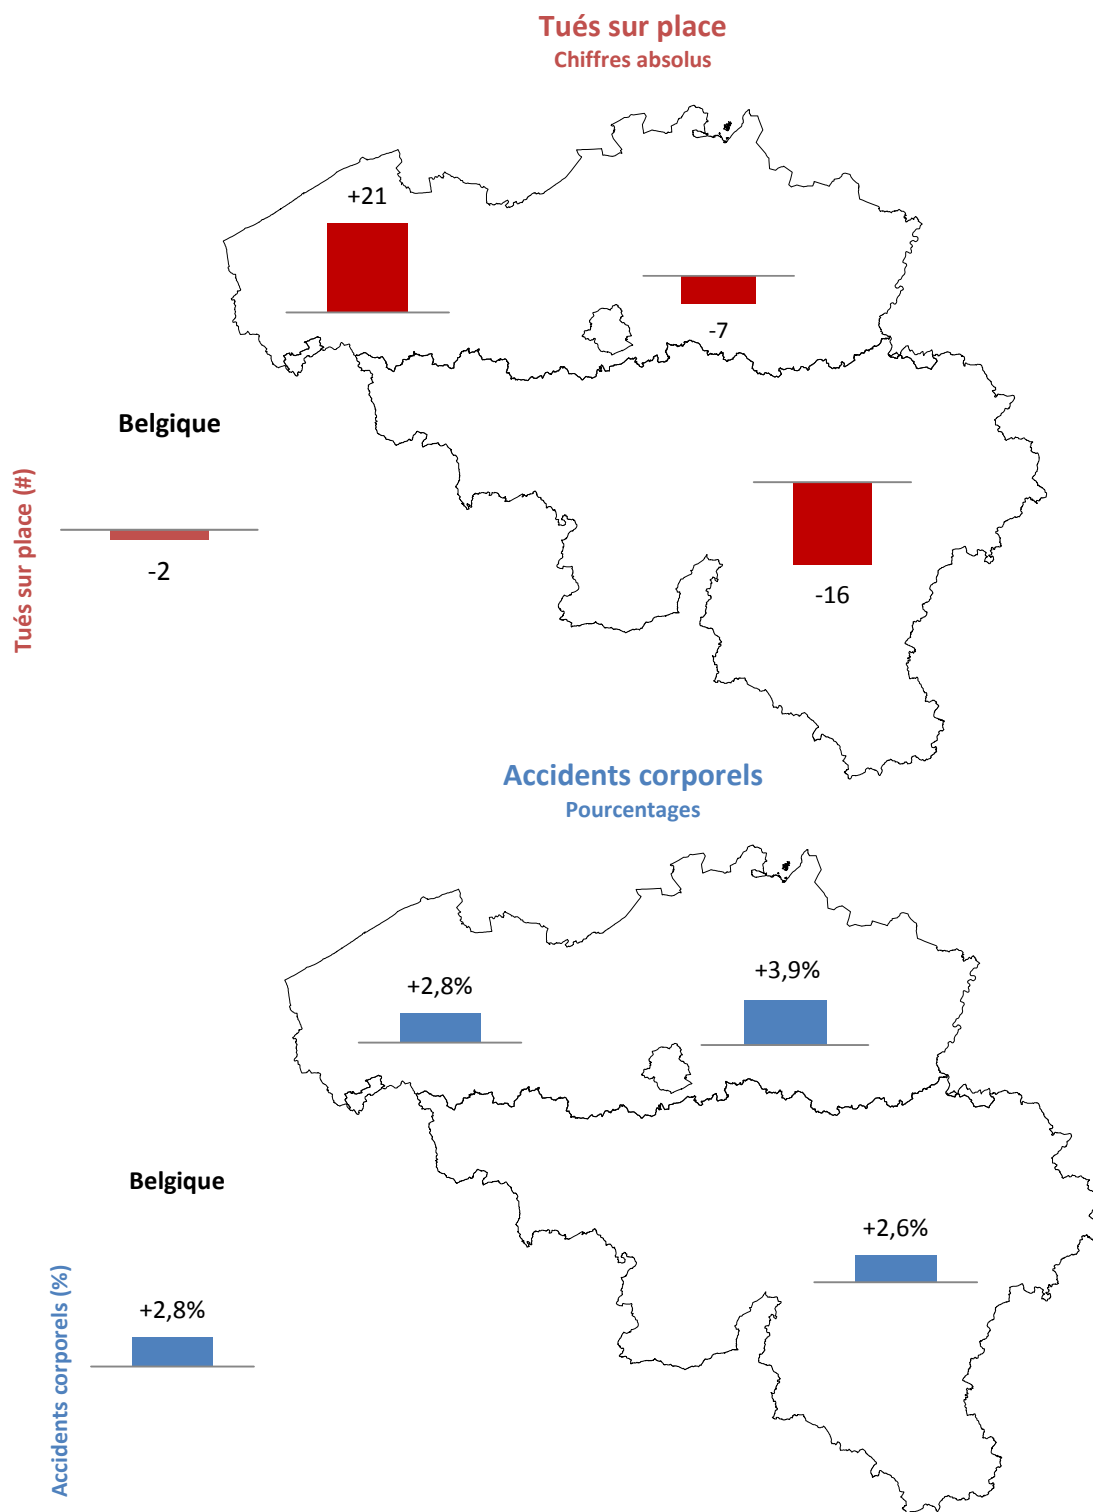 Tués sur place
Chiffres absolus
+21
-7
Belgique
Tués sur place (#)
-2
-16
Accidents corporels
Pourcentages
+2,8%
+3,9%
Belgique
+2,6%
Accidents corporels (%)
+2,8%